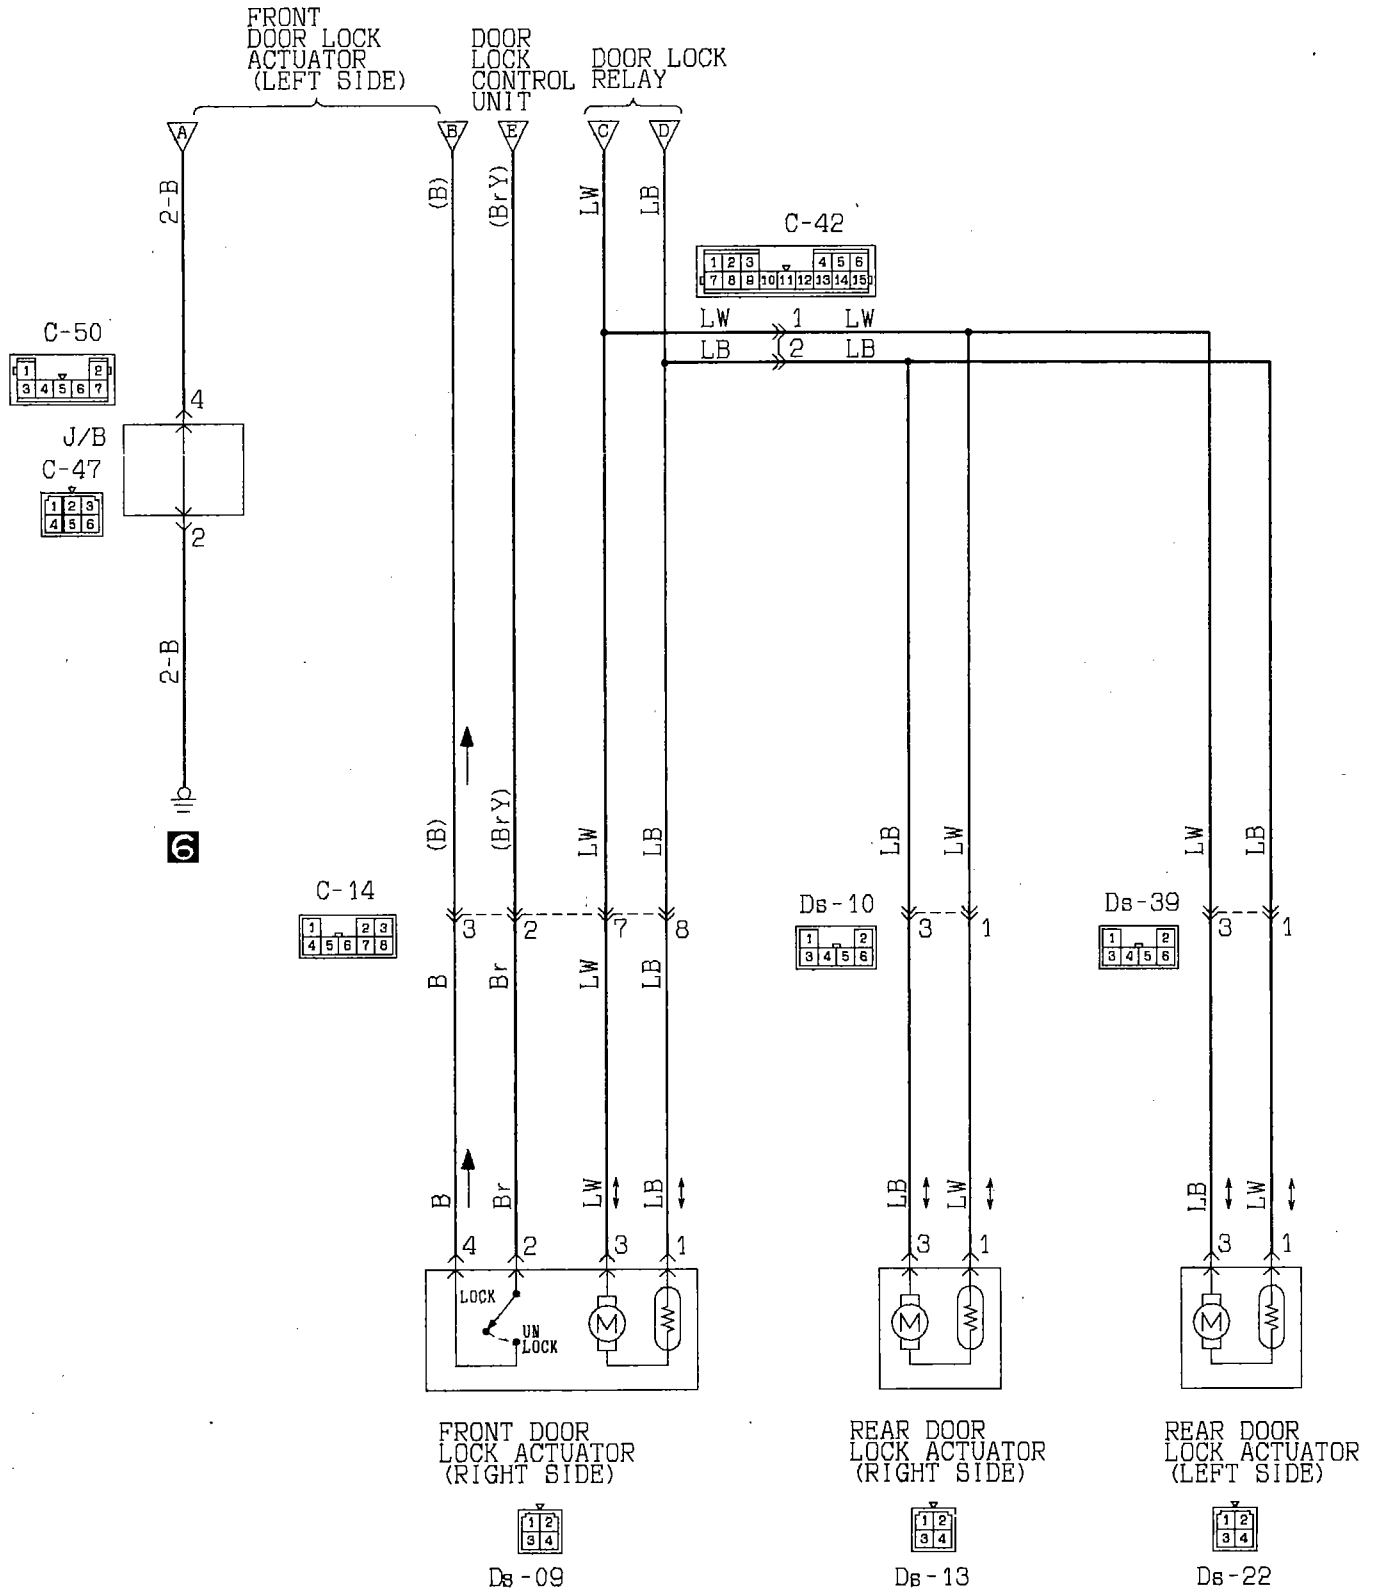 FRONT
DOOR LOCK
ACTUATOR
(LEFT SIDE)
DOOR
LOCK
CONTROL
UNIT
DOOR LOCK
RELAY
A
B
E
C
D
2-B
(B)
(BrY)
LW
LB
C-42
1 2 3 4 5 6
7 8 9 10 11 12 13 14 15
LW 1 LW
LB 2 LB
C-50
1 2
3 4 5 6 7
4
J/B
C-47
1 2 3
4 5 6
2
2-B
6
(B)
(BrY)
LW
LB
LB
LW
LW
LB
C-14
1 2 3
4 5 6 7 8
3 2 7 8
Ds-10
1 2
3 4 5 6
3 1
Ds-39
1 2
3 4 5 6
3 1
B
Br
LW
LB
B
Br
LW
LB
LB
LW
LB
LW
4 2 3 1
3 1
3 1
LOCK
UN
LOCK
M
M
M
FRONT DOOR
LOCK ACTUATOR
(RIGHT SIDE)
REAR DOOR
LOCK ACTUATOR
(RIGHT SIDE)
REAR DOOR
LOCK ACTUATOR
(LEFT SIDE)
1 2
3 4
1 2
3 4
1 2
3 4
Ds-09
Ds-13
Ds-22